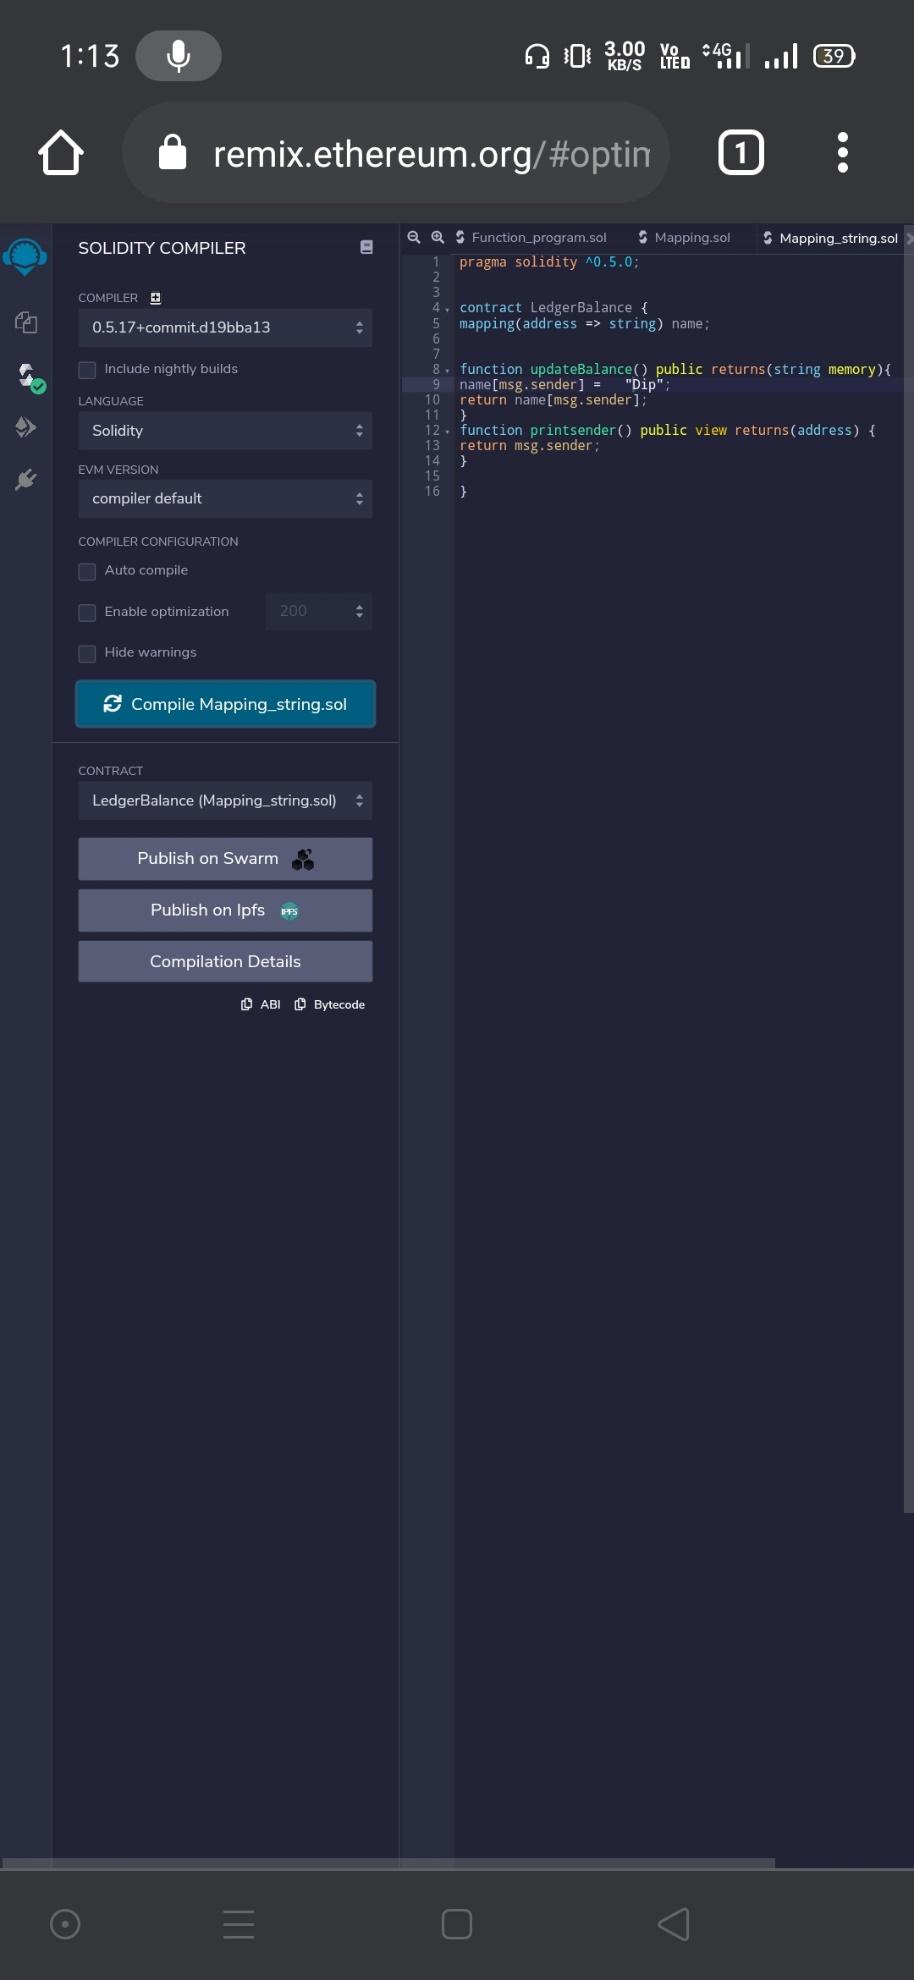 1:13
3.00 KB/S
Vo LTE
4G
39
remix.ethereum.org/#optim
1
SOLIDITY COMPILER
COMPILER
0.5.17+commit.d19bba13
Include nightly builds
LANGUAGE
Solidity
EVM VERSION
compiler default
COMPILER CONFIGURATION
Auto compile
Enable optimization
200
Hide warnings
Compile Mapping_string.sol
CONTRACT
LedgerBalance (Mapping_string.sol)
Publish on Swarm
Publish on Ipfs
IPFS
Compilation Details
ABI
Bytecode
Function_program.sol
Mapping.sol
Mapping_string.sol
1 pragma solidity ^0.5.0;
2
3
4 contract LedgerBalance {
5 mapping(address => string) name;
6
7
8 function updateBalance() public returns(string memory){
9 name[msg.sender] =   "Dip";
10 return name[msg.sender];
11 }
12 function printsender() public view returns(address) {
13 return msg.sender;
14 }
15
16 }